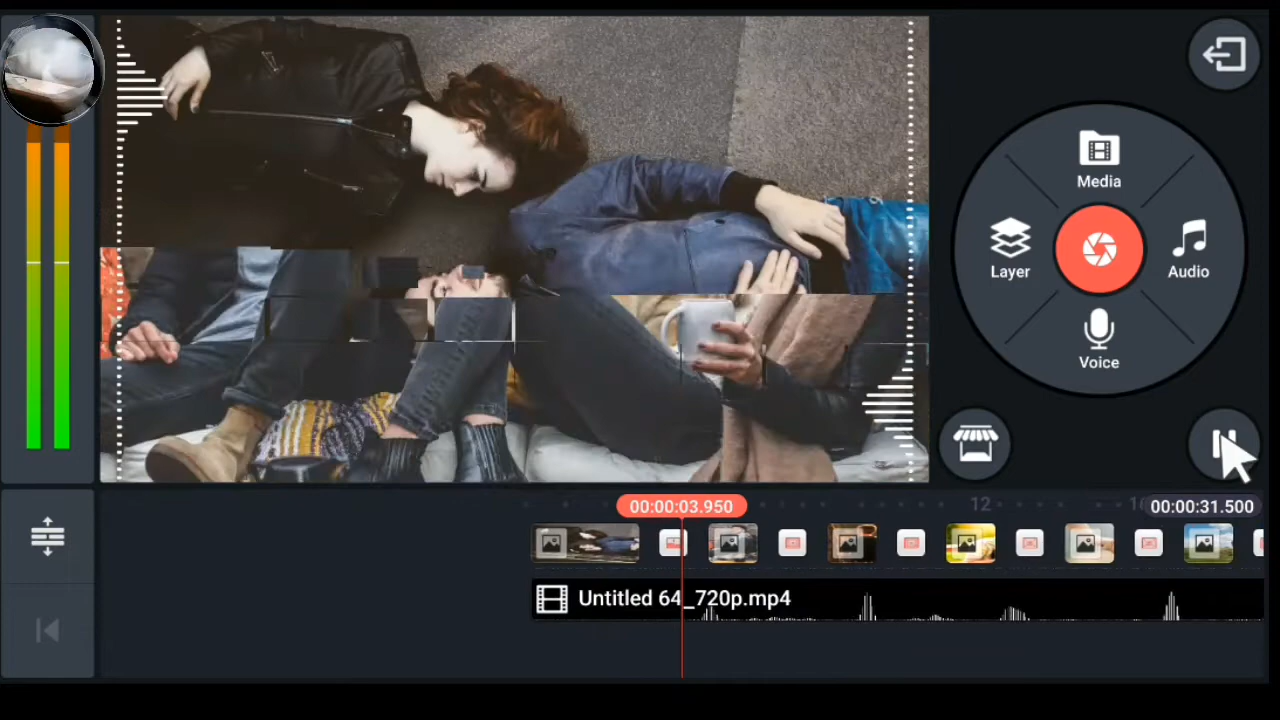 Media
Layer
Audio
Voice
00:00:03.950
12
00:00:31.500
Untitled 64_720p.mp4